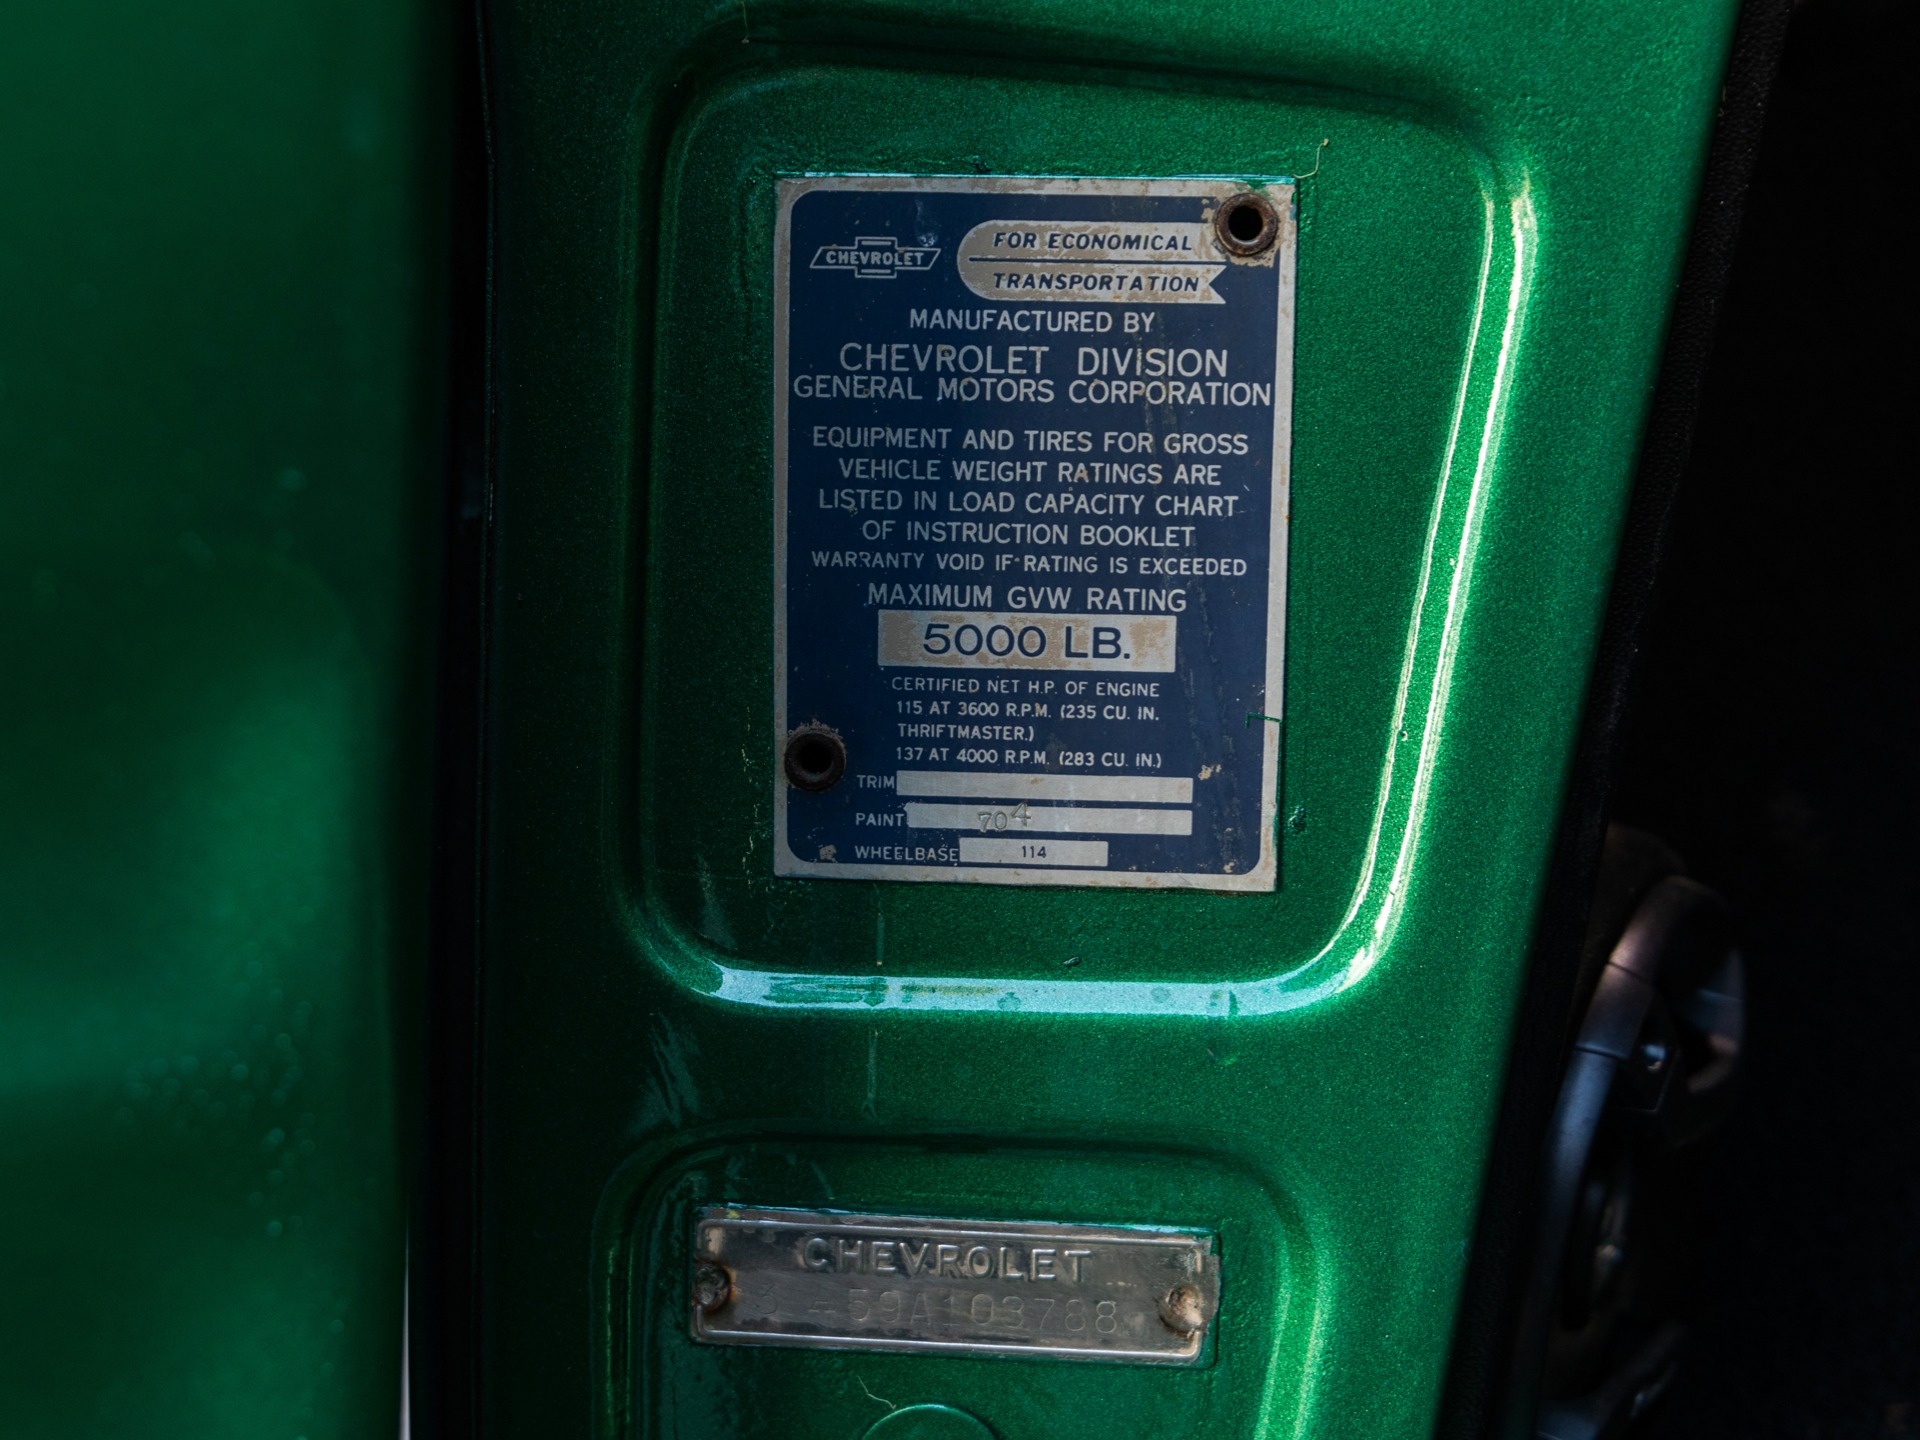 CHEVROLET
FOR ECONOMICAL
TRANSPORTATION
MANUFACTURED BY
CHEVROLET DIVISION
GENERAL MOTORS CORPORATION
EQUIPMENT AND TIRES FOR GROSS
VEHICLE WEIGHT RATINGS ARE
LISTED IN LOAD CAPACITY CHART
OF INSTRUCTION BOOKLET
WARRANTY VOID IF RATING IS EXCEEDED
MAXIMUM GVW RATING
5000 LB.
CERTIFIED NET H.P. OF ENGINE
115 AT 3600 R.P.M. (235 CU. IN.
THRIFTMASTER.)
137 AT 4000 R.P.M. (283 CU. IN.)
TRIM
PAINT 704
WHEELBASE 114
CHEVROLET
59A103788